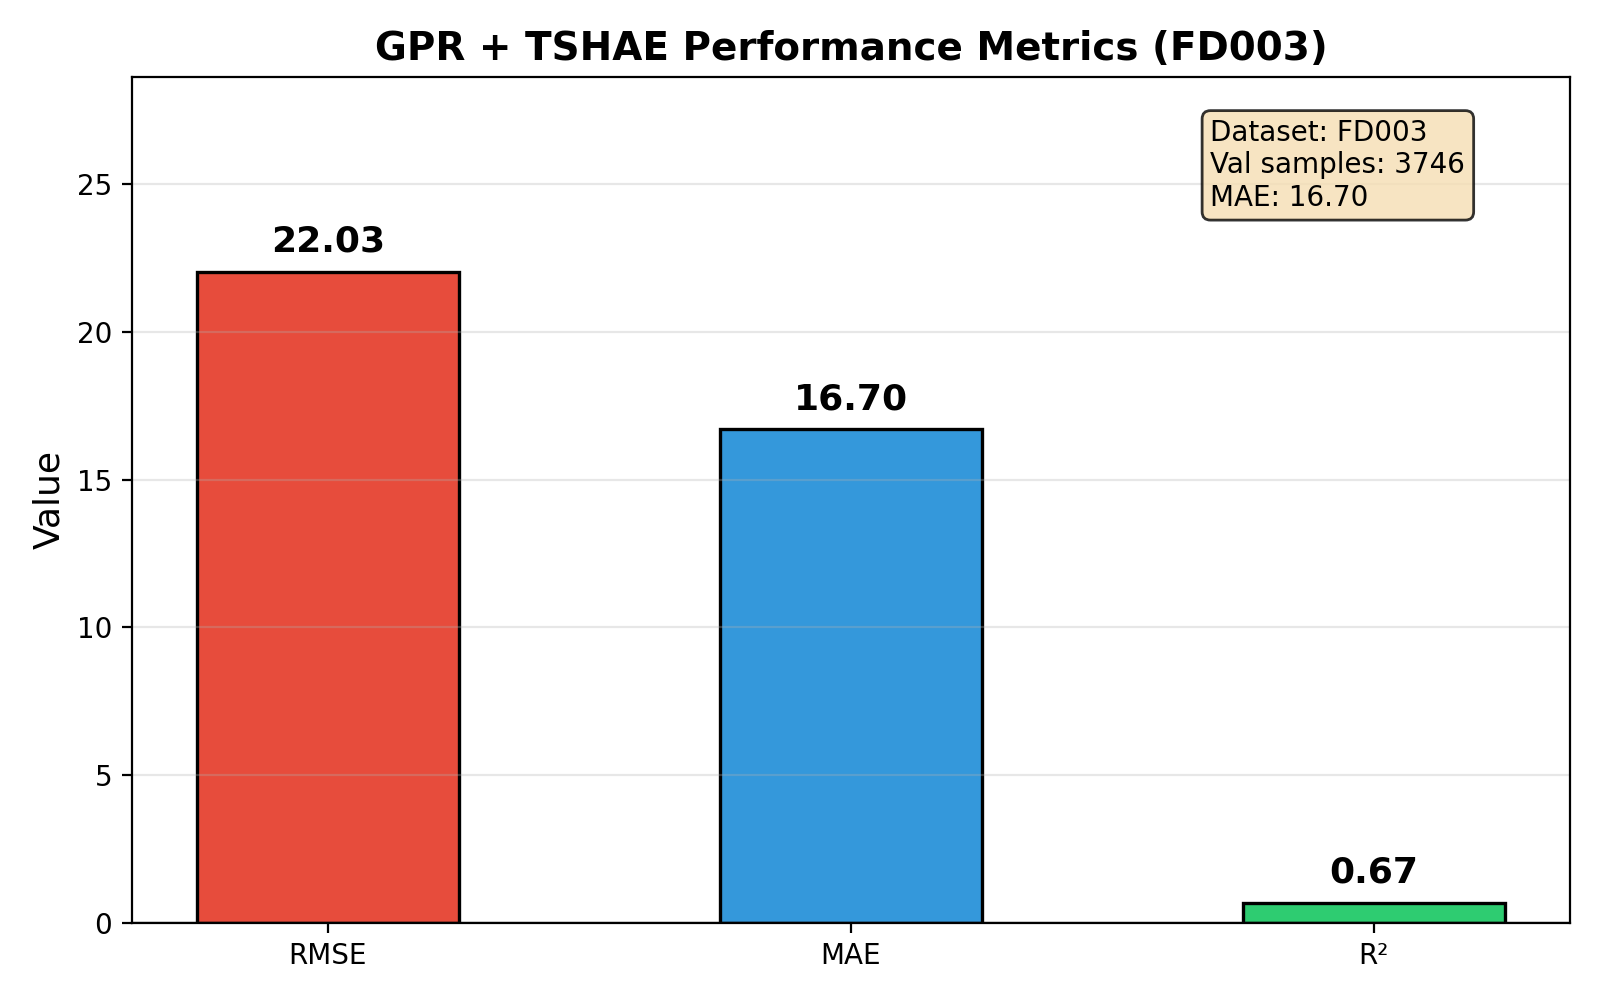 GPR + TSHAE Performance Metrics (FD003)
Dataset: FD003
Val samples: 3746
MAE: 16.70
Value
25
20
15
10
5
0
22.03
16.70
0.67
RMSE
MAE
R²